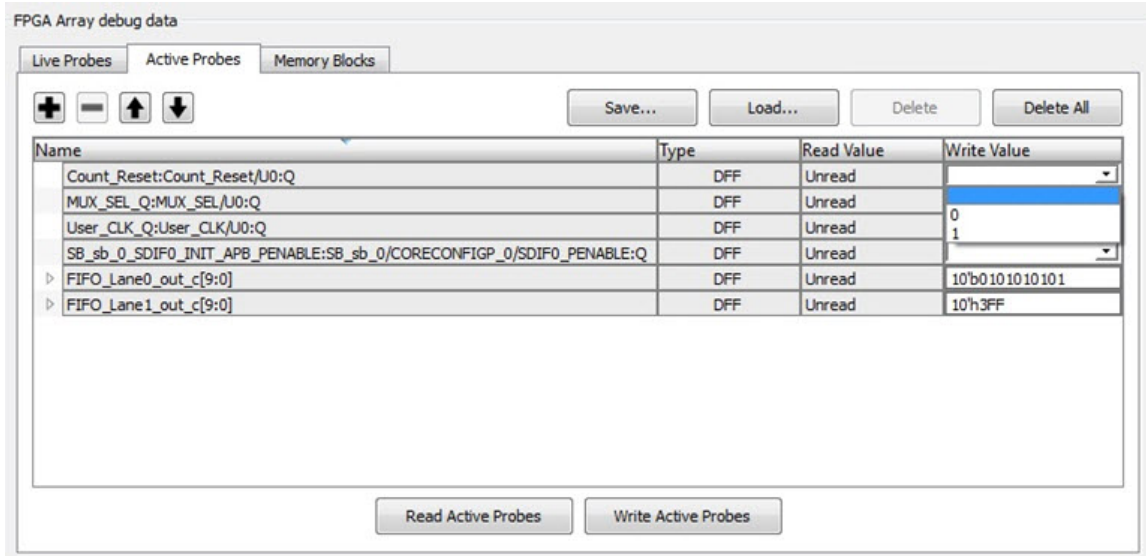 FPGA Array debug data
Live Probes Active Probes Memory Blocks
Save... Load... Delete Delete All
Name Type Read Value Write Value
Count_Reset:Count_Reset/U0:Q DFF Unread
MUX_SEL_Q:MUX_SEL/U0:Q DFF Unread
0
User_CLK_Q:User_CLK/U0:Q DFF Unread
1
SB_sb_0_SDIF0_INIT_APB_PENABLE:SB_sb_0/CORECONFIGP_0/SDIF0_PENABLE:Q DFF Unread
FIFO_Lane0_out_c[9:0] DFF Unread 10'b0101010101
FIFO_Lane1_out_c[9:0] DFF Unread 10'h3FF
Read Active Probes Write Active Probes